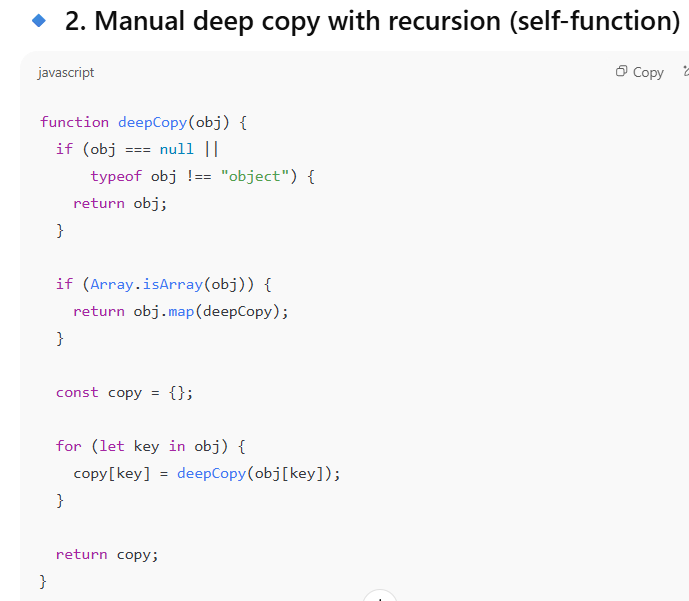 2. Manual deep copy with recursion (self-function)
javascript
Copy
function deepCopy(obj) {
  if (obj === null ||
      typeof obj !== "object") {
    return obj;
  }

  if (Array.isArray(obj)) {
    return obj.map(deepCopy);
  }

  const copy = {};

  for (let key in obj) {
    copy[key] = deepCopy(obj[key]);
  }

  return copy;
}